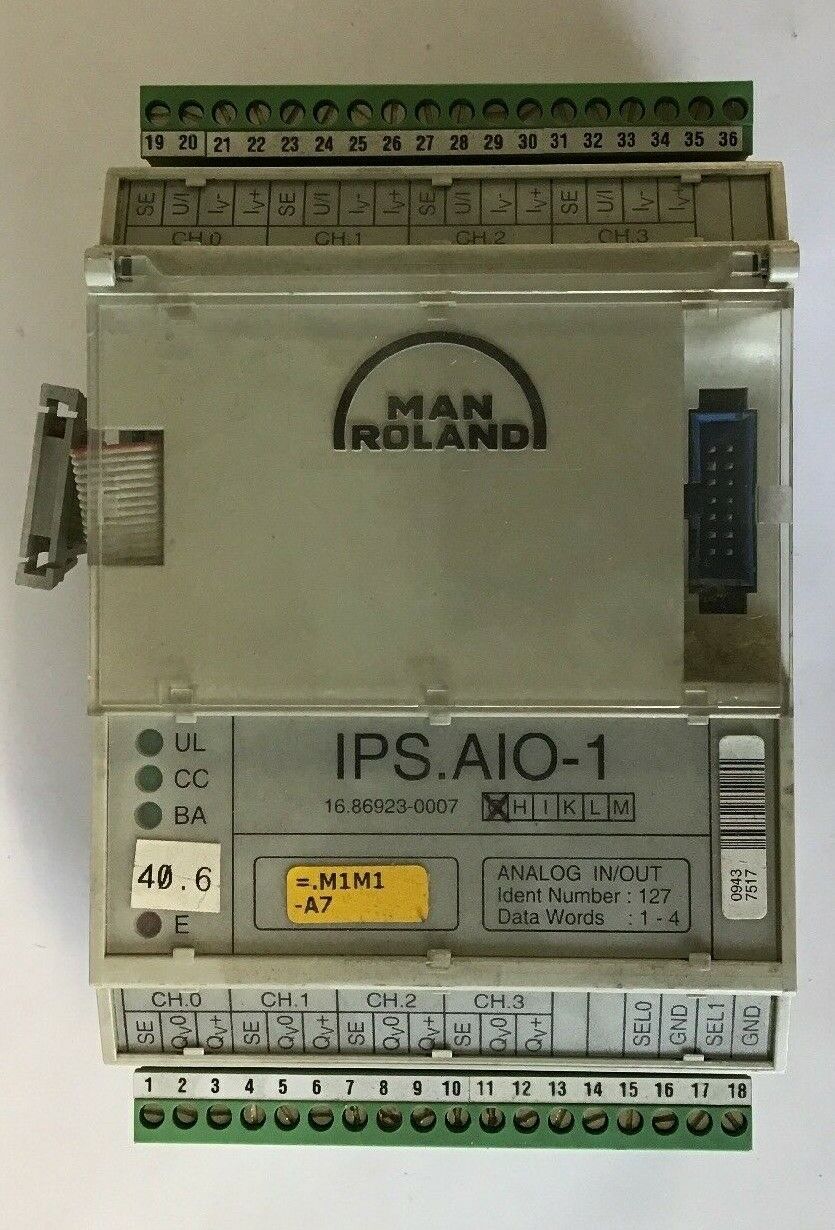 19 20 21 22 23 24 25 26 27 28 29 30 31 32 33 34 35 36
SE U/I Iv- Iv+ SE U/I Iv- Iv+ SE U/I Iv- Iv+ SE U/I Iv- Iv+
CH.0 CH.1 CH.2 CH.3
MAN
ROLAND
UL
CC
BA
40.6
E
IPS.AIO-1
16.86923-0007 H I K L M
=.M1M1
-A7
ANALOG IN/OUT
Ident Number : 127
Data Words : 1 - 4
0943
7517
CH.0 CH.1 CH.2 CH.3
SE Qv0 Qv+ SE Qv0 Qv+ SE Qv0 Qv+ SE Qv0 Qv+ SEL0 GND SEL1 GND
1 2 3 4 5 6 7 8 9 10 11 12 13 14 15 16 17 18